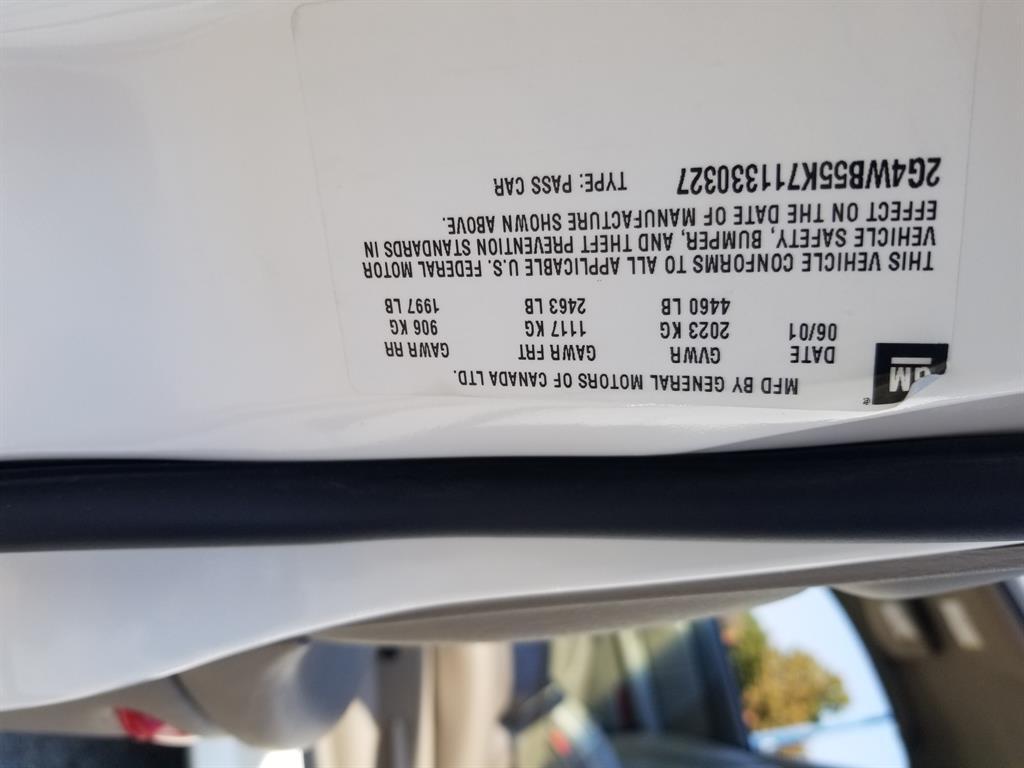 GM ® MFD BY GENERAL MOTORS OF CANADA LTD.
DATE GVWR GAWR FRT GAWR RR
06/01 2023 KG 1117 KG 906 KG
4460 LB 2463 LB 1997 LB
THIS VEHICLE CONFORMS TO ALL APPLICABLE U.S. FEDERAL MOTOR
VEHICLE SAFETY, BUMPER, AND THEFT PREVENTION STANDARDS IN
EFFECT ON THE DATE OF MANUFACTURE SHOWN ABOVE.
2G4WB55K711330327 TYPE: PASS CAR